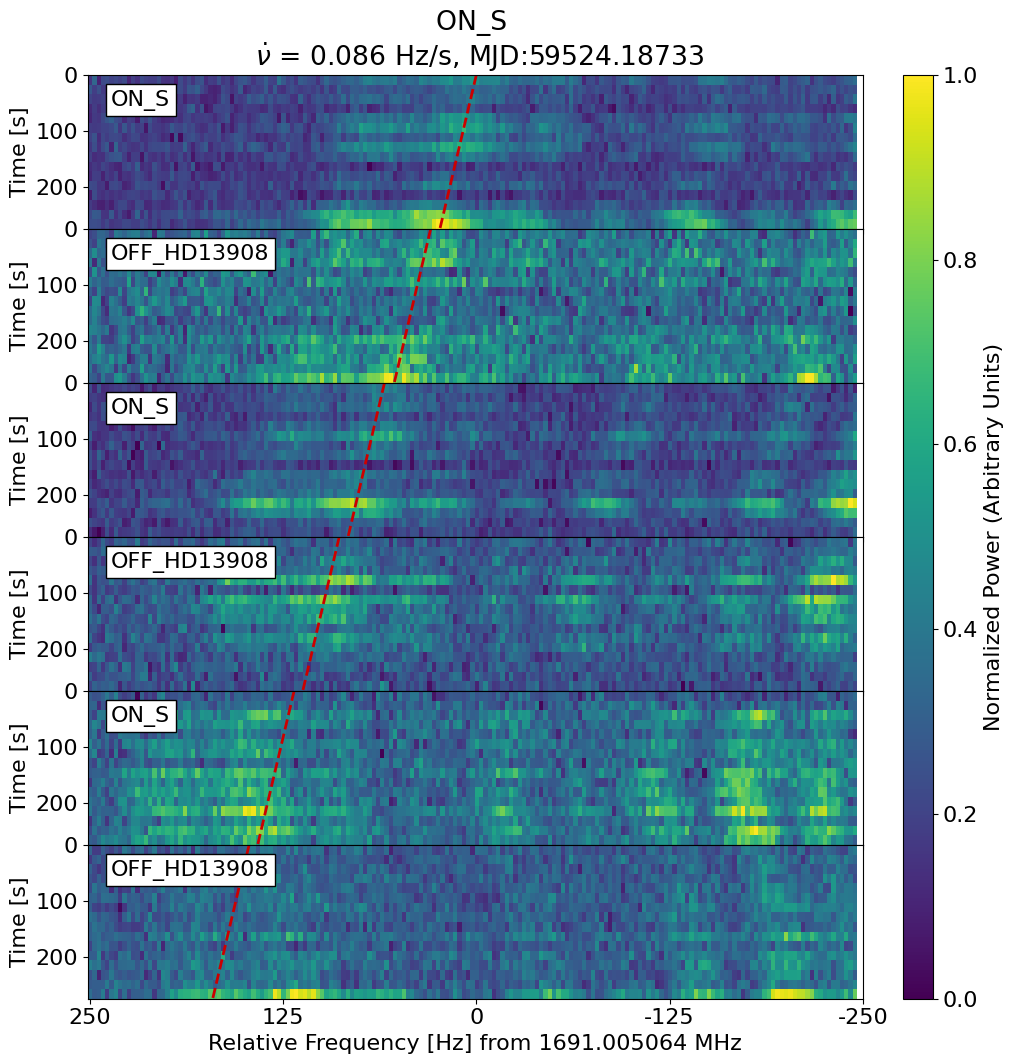 ON_S
ν̇ = 0.086 Hz/s, MJD:59524.18733
ON_S
OFF_HD13908
ON_S
OFF_HD13908
ON_S
OFF_HD13908
Time [s]
0
100
200
Time [s]
0
100
200
Time [s]
0
100
200
Time [s]
0
100
200
Time [s]
0
100
200
Time [s]
0
100
200
250
125
0
-125
-250
Relative Frequency [Hz] from 1691.005064 MHz
1.0
0.8
0.6
0.4
0.2
0.0
Normalized Power (Arbitrary Units)